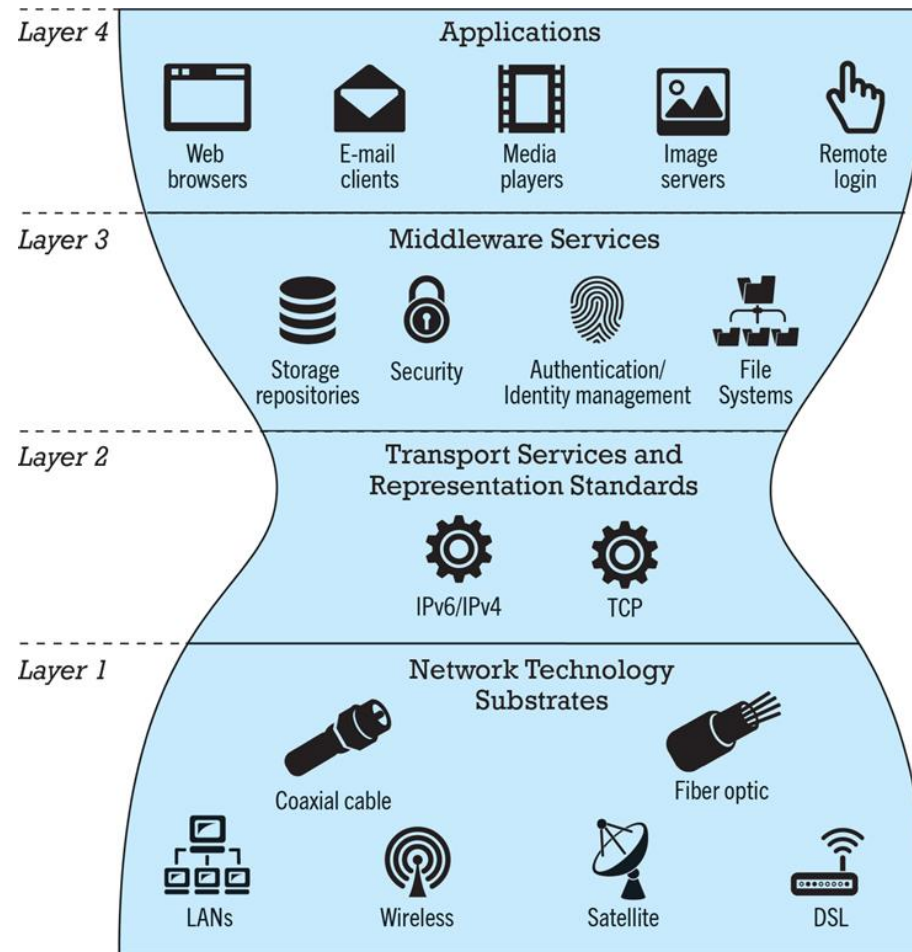 Layer 4
Applications
Web
browsers
E-mail
clients
Media
players
Image
servers
Remote
login
Layer 3
Middleware Services
Storage
repositories
Security
Authentication/
Identity management
File
Systems
Layer 2
Transport Services and
Representation Standards
IPv6/IPv4
TCP
Layer 1
Network Technology
Substrates
Coaxial cable
Fiber optic
LANs
Wireless
Satellite
DSL